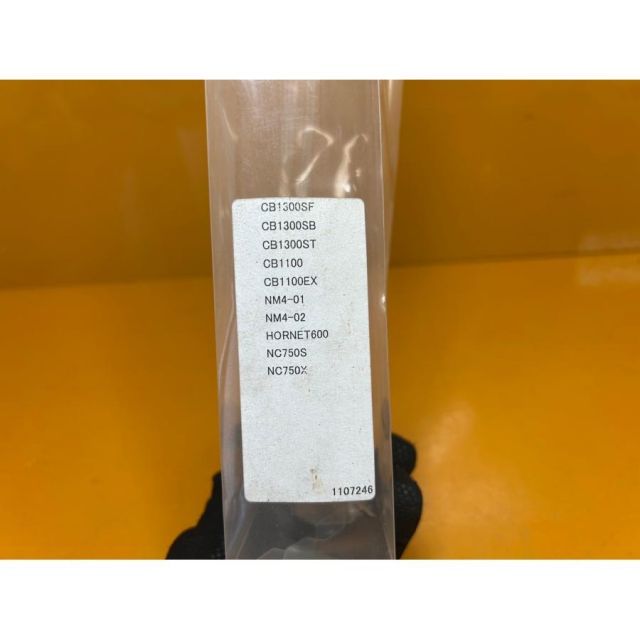 CB1300SF
CB1300SB
CB1300ST
CB1100
CB1100EX
NM4-01
NM4-02
HORNET600
NC750S
NC750X
1107246